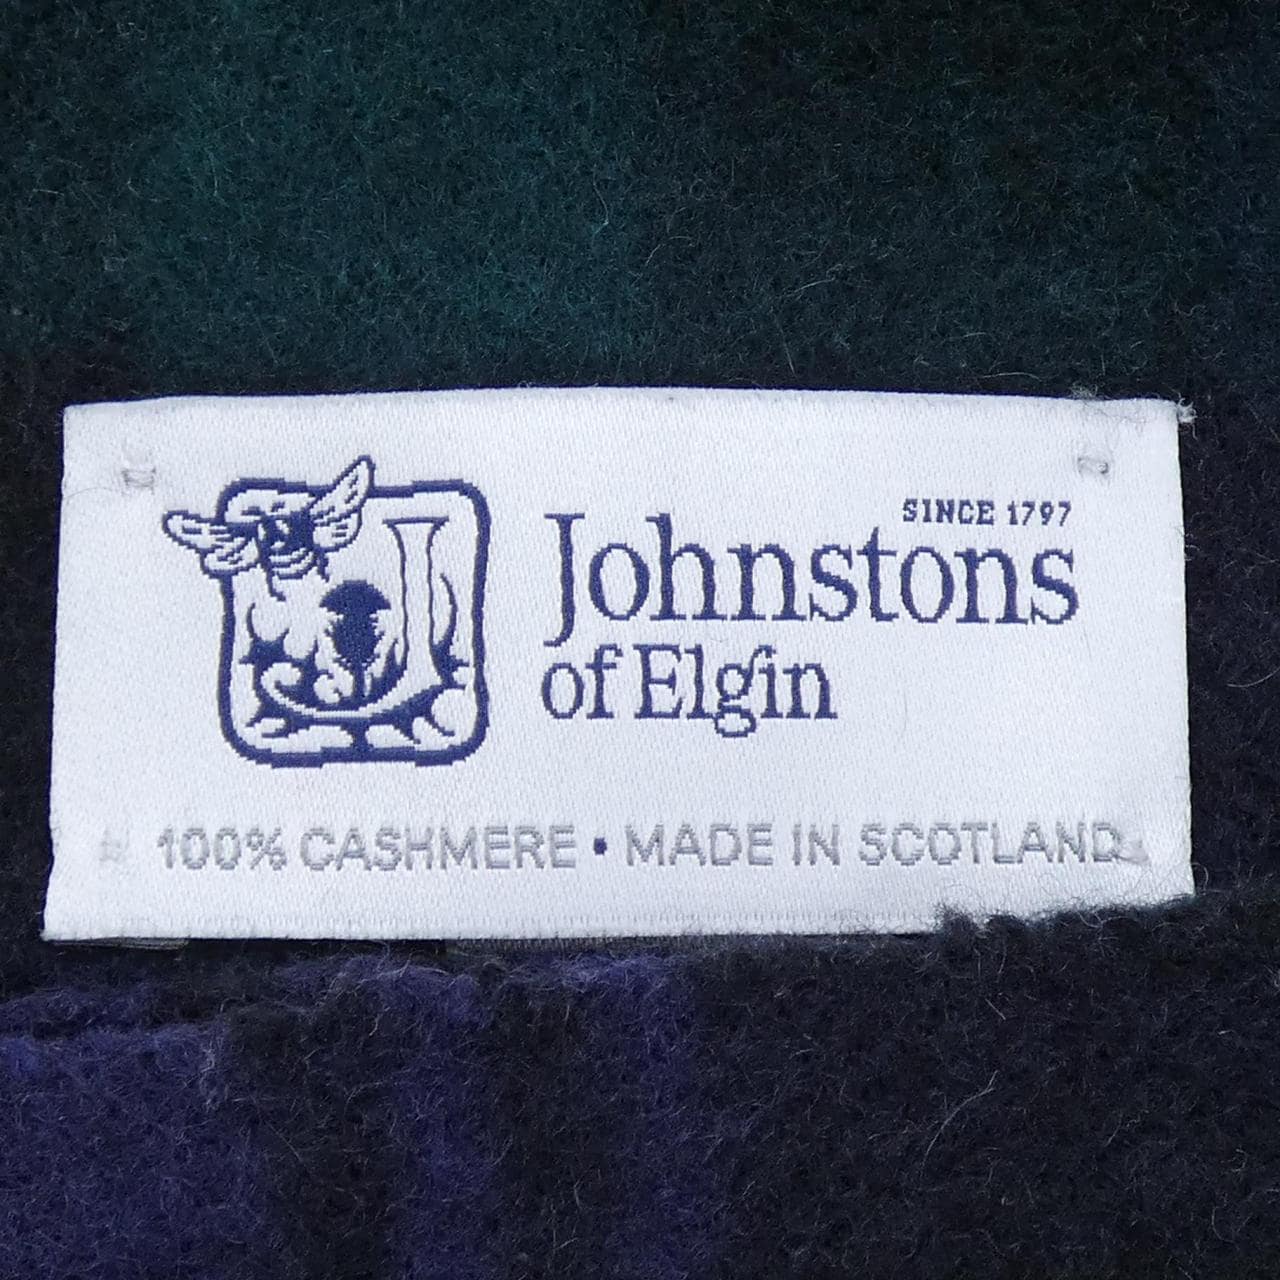 SINCE 1797
Johnstons
of Elgin
100% CASHMERE • MADE IN SCOTLAND